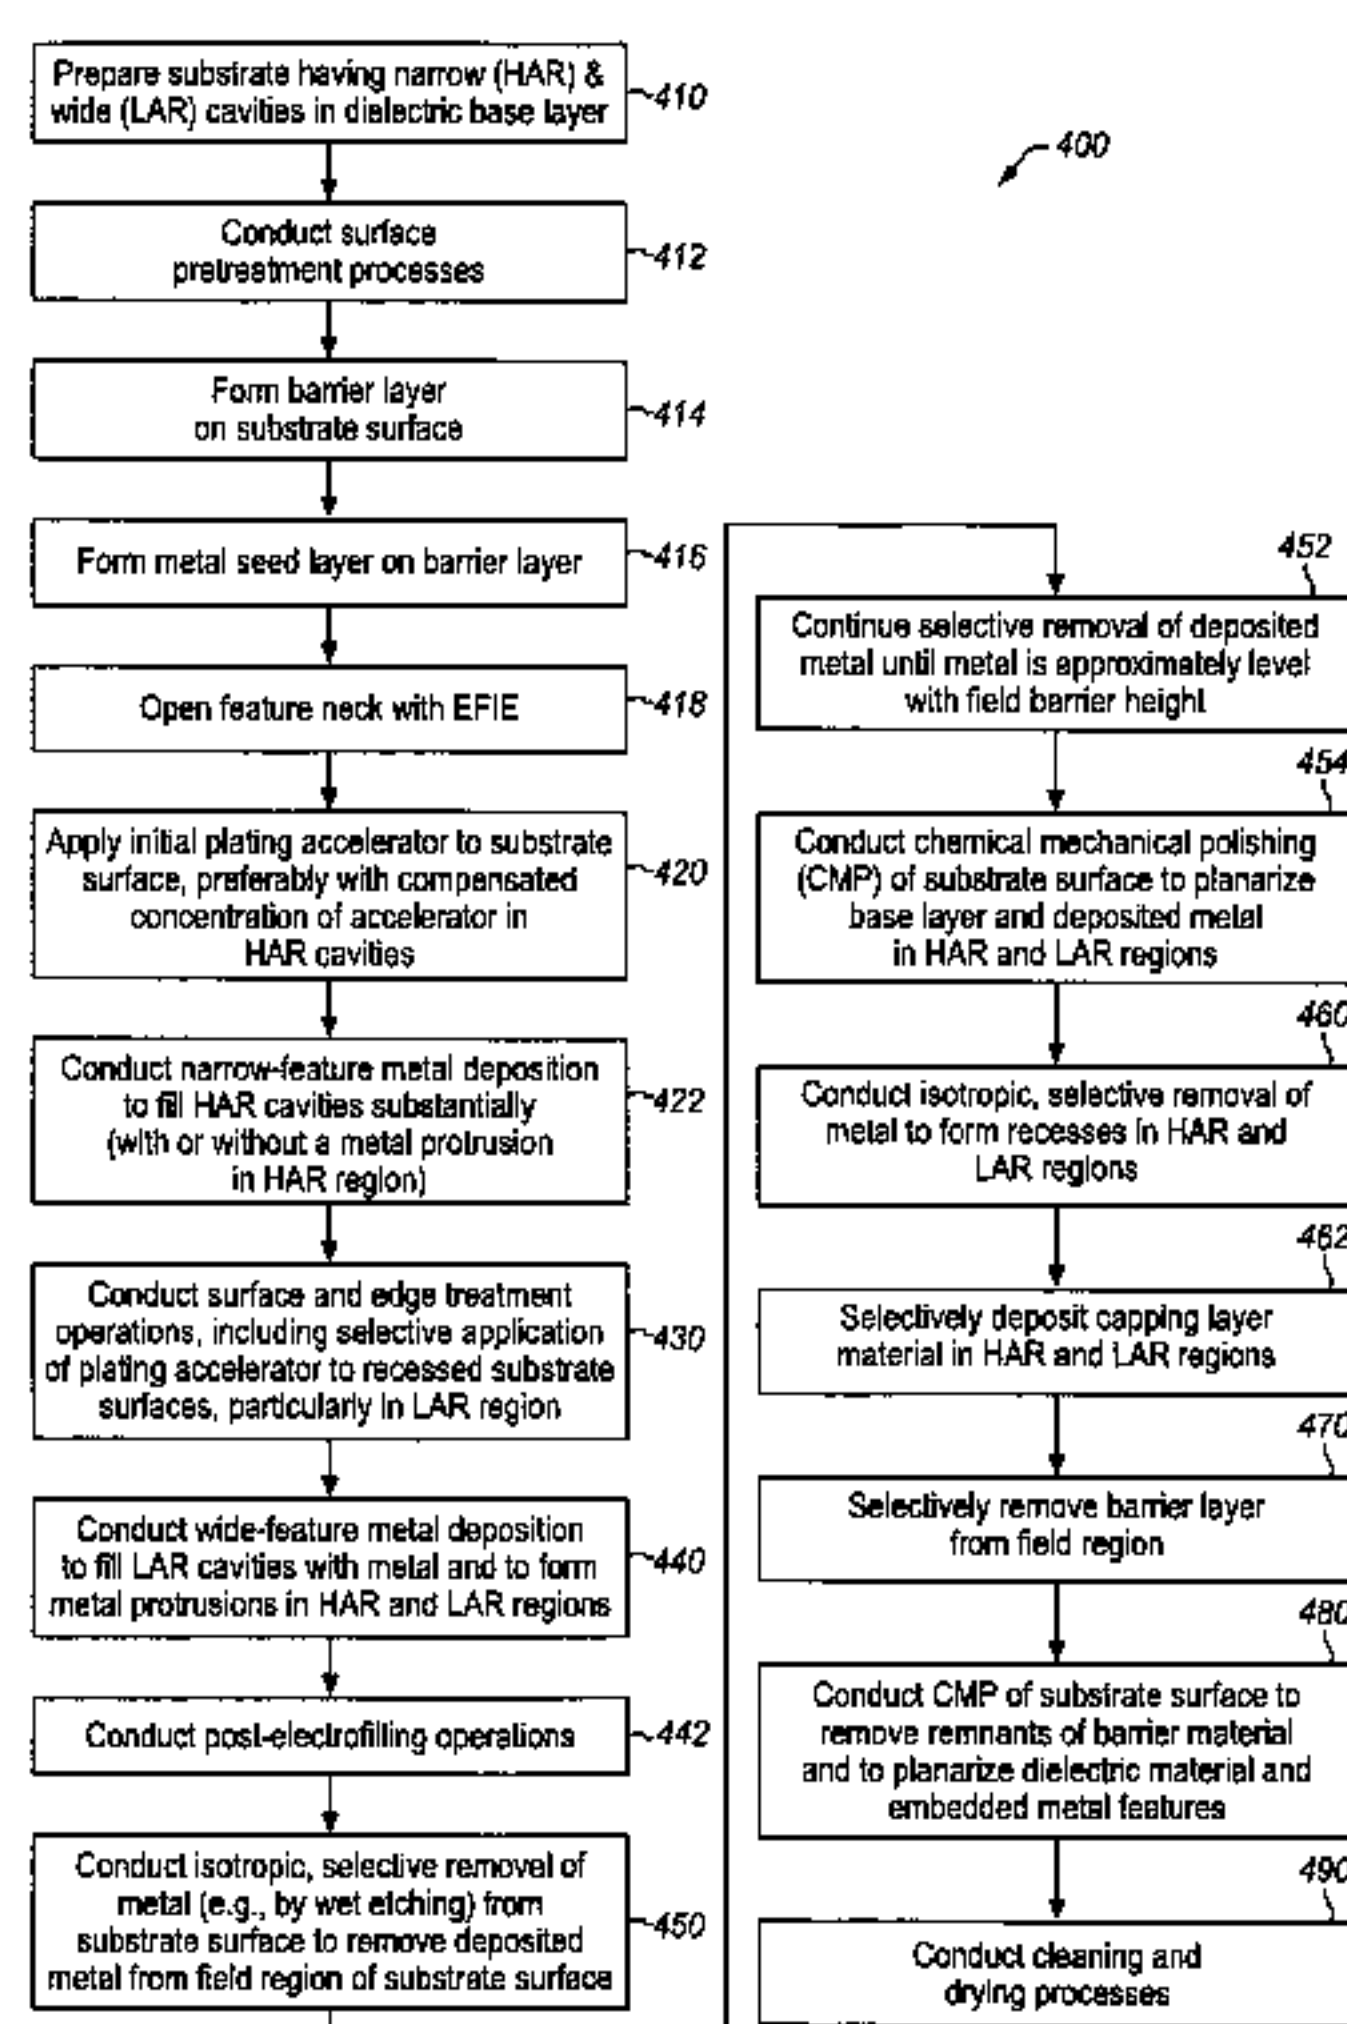 Prepare substrate having narrow (HAR) &
wide (LAR) cavities in dielectric base layer
410
400
Conduct surface
pretreatment processes
412
Form barrier layer
on substrate surface
414
Form metal seed layer on barrier layer
416
Open feature neck with EFIE
418
Apply initial plating accelerator to substrate
surface, preferably with compensated
concentration of accelerator in
HAR cavities
420
Conduct narrow-feature metal deposition
to fill HAR cavities substantially
(with or without a metal protrusion
in HAR region)
422
Conduct surface and edge treatment
operations, including selective application
of plating accelerator to recessed substrate
surfaces, particularly in LAR region
430
Conduct wide-feature metal deposition
to fill LAR cavities with metal and to form
metal protrusions in HAR and LAR regions
440
Conduct post-electrofilling operations
442
Conduct isotropic, selective removal of
metal (e.g., by wet etching) from
substrate surface to remove deposited
metal from field region of substrate surface
450
452
Continue selective removal of deposited
metal until metal is approximately level
with field barrier height
454
Conduct chemical mechanical polishing
(CMP) of substrate surface to planarize
base layer and deposited metal
in HAR and LAR regions
460
Conduct isotropic, selective removal of
metal to form recesses in HAR and
LAR regions
462
Selectively deposit capping layer
material in HAR and LAR regions
470
Selectively remove barrier layer
from field region
480
Conduct CMP of substrate surface to
remove remnants of barrier material
and to planarize dielectric material and
embedded metal features
490
Conduct cleaning and
drying processes